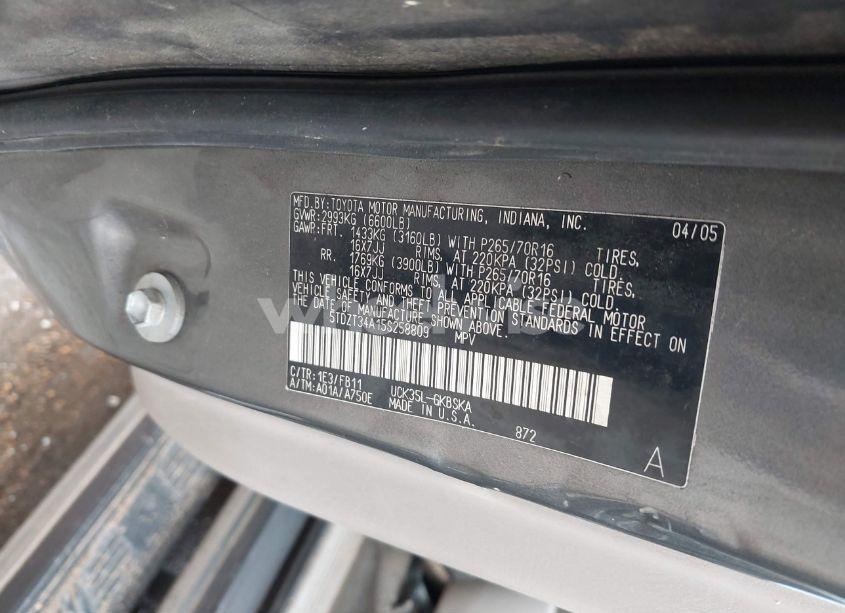 MFD.BY:TOYOTA MOTOR MANUFACTURING, INDIANA, INC. 04/05
GVWR:2993KG (6600LB)
GAWR:FRT. 1433KG (3160LB) WITH P265/70R16 TIRES,
16X7JJ RIMS, AT 220KPA (32PSI) COLD.
RR. 1769KG (3900LB) WITH P265/70R16 TIRES,
16X7JJ RIMS, AT 220KPA (32PSI) COLD.
THIS VEHICLE CONFORMS TO ALL APPLICABLE FEDERAL MOTOR
VEHICLE SAFETY AND THEFT PREVENTION STANDARDS IN EFFECT ON
THE DATE OF MANUFACTURE SHOWN ABOVE.
5TDZT34A15S258809 MPV
C/TR:1E3/FB11 UCK35L-GKBSKA
A/TM:A01A/A750E MADE IN U.S.A.
872
A